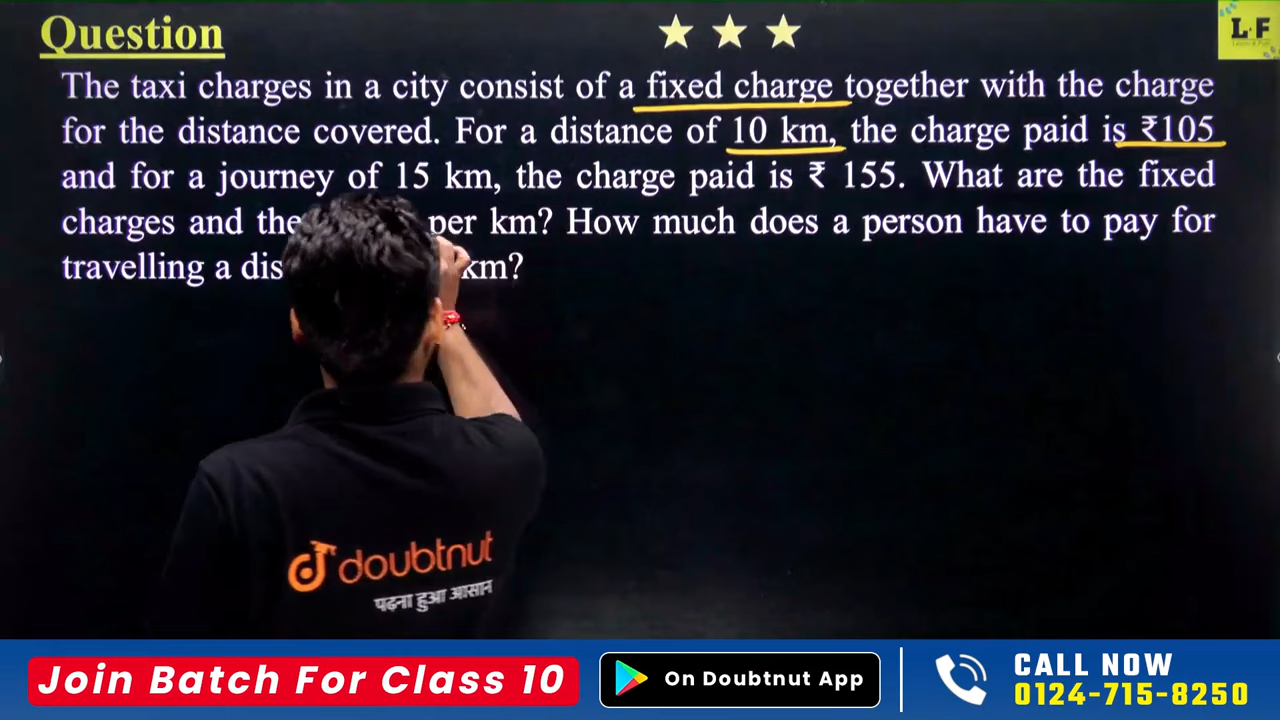 Question
L·F
The taxi charges in a city consist of a fixed charge together with the charge
for the distance covered. For a distance of 10 km, the charge paid is ₹105
and for a journey of 15 km, the charge paid is ₹ 155. What are the fixed
charges and the per km? How much does a person have to pay for
travelling a dis km?
doubtnut
पढ़ना हुआ आसान
Join Batch For Class 10
On Doubtnut App
CALL NOW
0124-715-8250